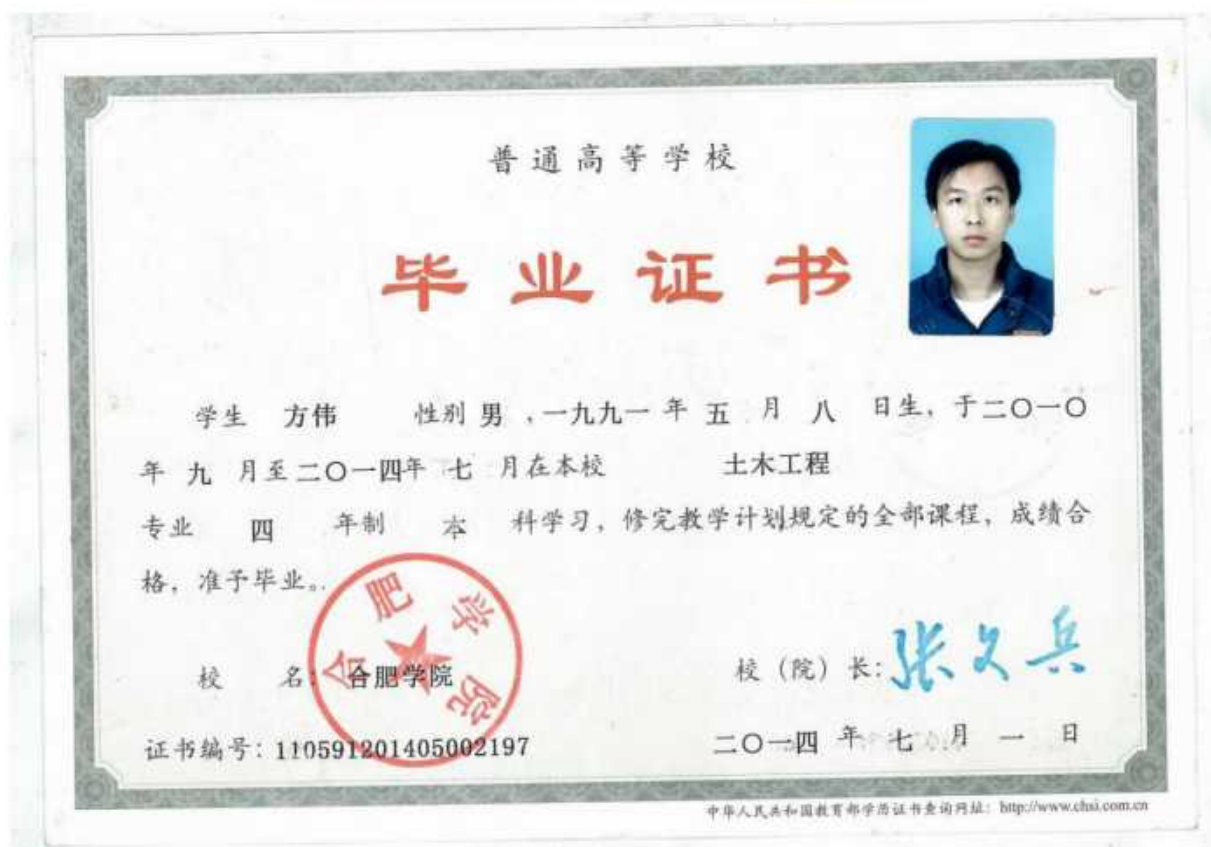 普通高等学校
毕业证书
学生 方伟 性别 男 ,一九九一 年 五 月 八 日生, 于二〇一〇
年 九 月至二〇一四年 七 月在本校 土木工程
专业 四 年制 本 科学习, 修完教学计划规定的全部课程, 成绩合
格, 准予毕业。
合肥学院
校 名: 合肥学院
校 (院) 长: 张文兵
证书编号: 110591201405002197
二〇一四 年 七 月 一 日
中华人民共和国教育部学历证书查询网址: http://www.chsi.com.cn